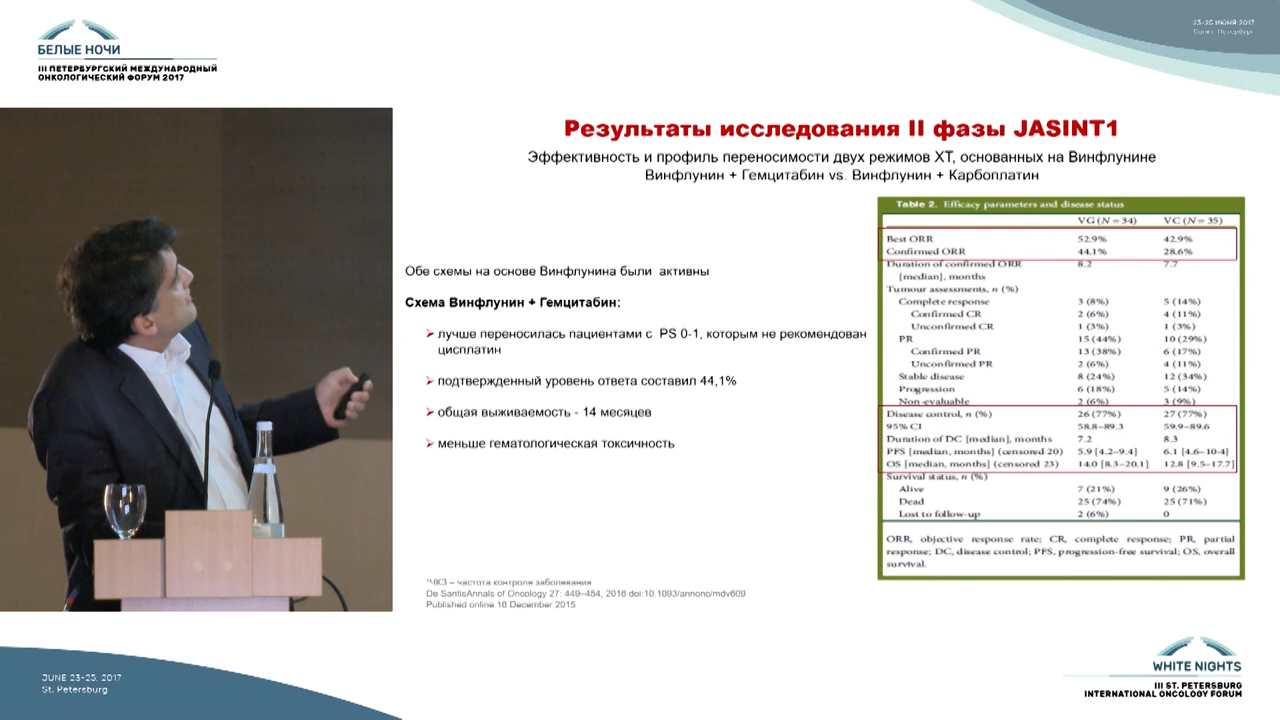 БЕЛЫЕ НОЧИ
III ПЕТЕРБУРГСКИЙ МЕЖДУНАРОДНЫЙ
ОНКОЛОГИЧЕСКИЙ ФОРУМ 2017
23-25 ИЮНЯ 2017
Санкт-Петербург
Результаты исследования II фазы JASINT1
Эффективность и профиль переносимости двух режимов ХТ, основанных на Винфлунине
Винфлунин + Гемцитабин vs. Винфлунин + Карбоплатин
Обе схемы на основе Винфлунина были активны
Схема Винфлунин + Гемцитабин:
➢ лучше переносилась пациентами с PS 0-1, которым не рекомендован
цисплатин
➢ подтвержденный уровень ответа составил 44,1%
➢ общая выживаемость - 14 месяцев
➢ меньше гематологическая токсичность
*ЧКЗ – частота контроля заболевания
De SantisAnnals of Oncology 27: 449–454, 2016 doi:10.1093/annonc/mdv609
Published online 16 December 2015
Table 2. Efficacy parameters and disease status
VG (N = 34) VC (N = 35)
Best ORR 52.9% 42.9%
Confirmed ORR 44.1% 28.6%
Duration of confirmed ORR 8.2 7.7
[median], months
Tumour assessments, n (%)
Complete response 3 (8%) 5 (14%)
Confirmed CR 2 (6%) 4 (11%)
Unconfirmed CR 1 (3%) 1 (3%)
PR 15 (44%) 10 (29%)
Confirmed PR 13 (38%) 6 (17%)
Unconfirmed PR 2 (6%) 4 (11%)
Stable disease 8 (24%) 12 (34%)
Progression 6 (18%) 5 (14%)
Non-evaluable 2 (6%) 3 (9%)
Disease control, n (%) 26 (77%) 27 (77%)
95% CI 58.8–89.3 59.9–89.6
Duration of DC [median], months 7.2 8.3
PFS [median, months] (censored 20) 5.9 [4.2–9.4] 6.1 [4.6–10.4]
OS [median, months] (censored 23) 14.0 [8.3–20.1] 12.8 [9.5–17.7]
Survival status, n (%)
Alive 7 (21%) 9 (26%)
Dead 25 (74%) 25 (71%)
Lost to follow-up 2 (6%) 0
ORR, objective response rate; CR, complete response; PR, partial
response; DC, disease control; PFS, progression-free survival; OS, overall
survival.
JUNE 23-25, 2017
St. Petersburg
WHITE NIGHTS
III ST. PETERSBURG
INTERNATIONAL ONCOLOGY FORUM